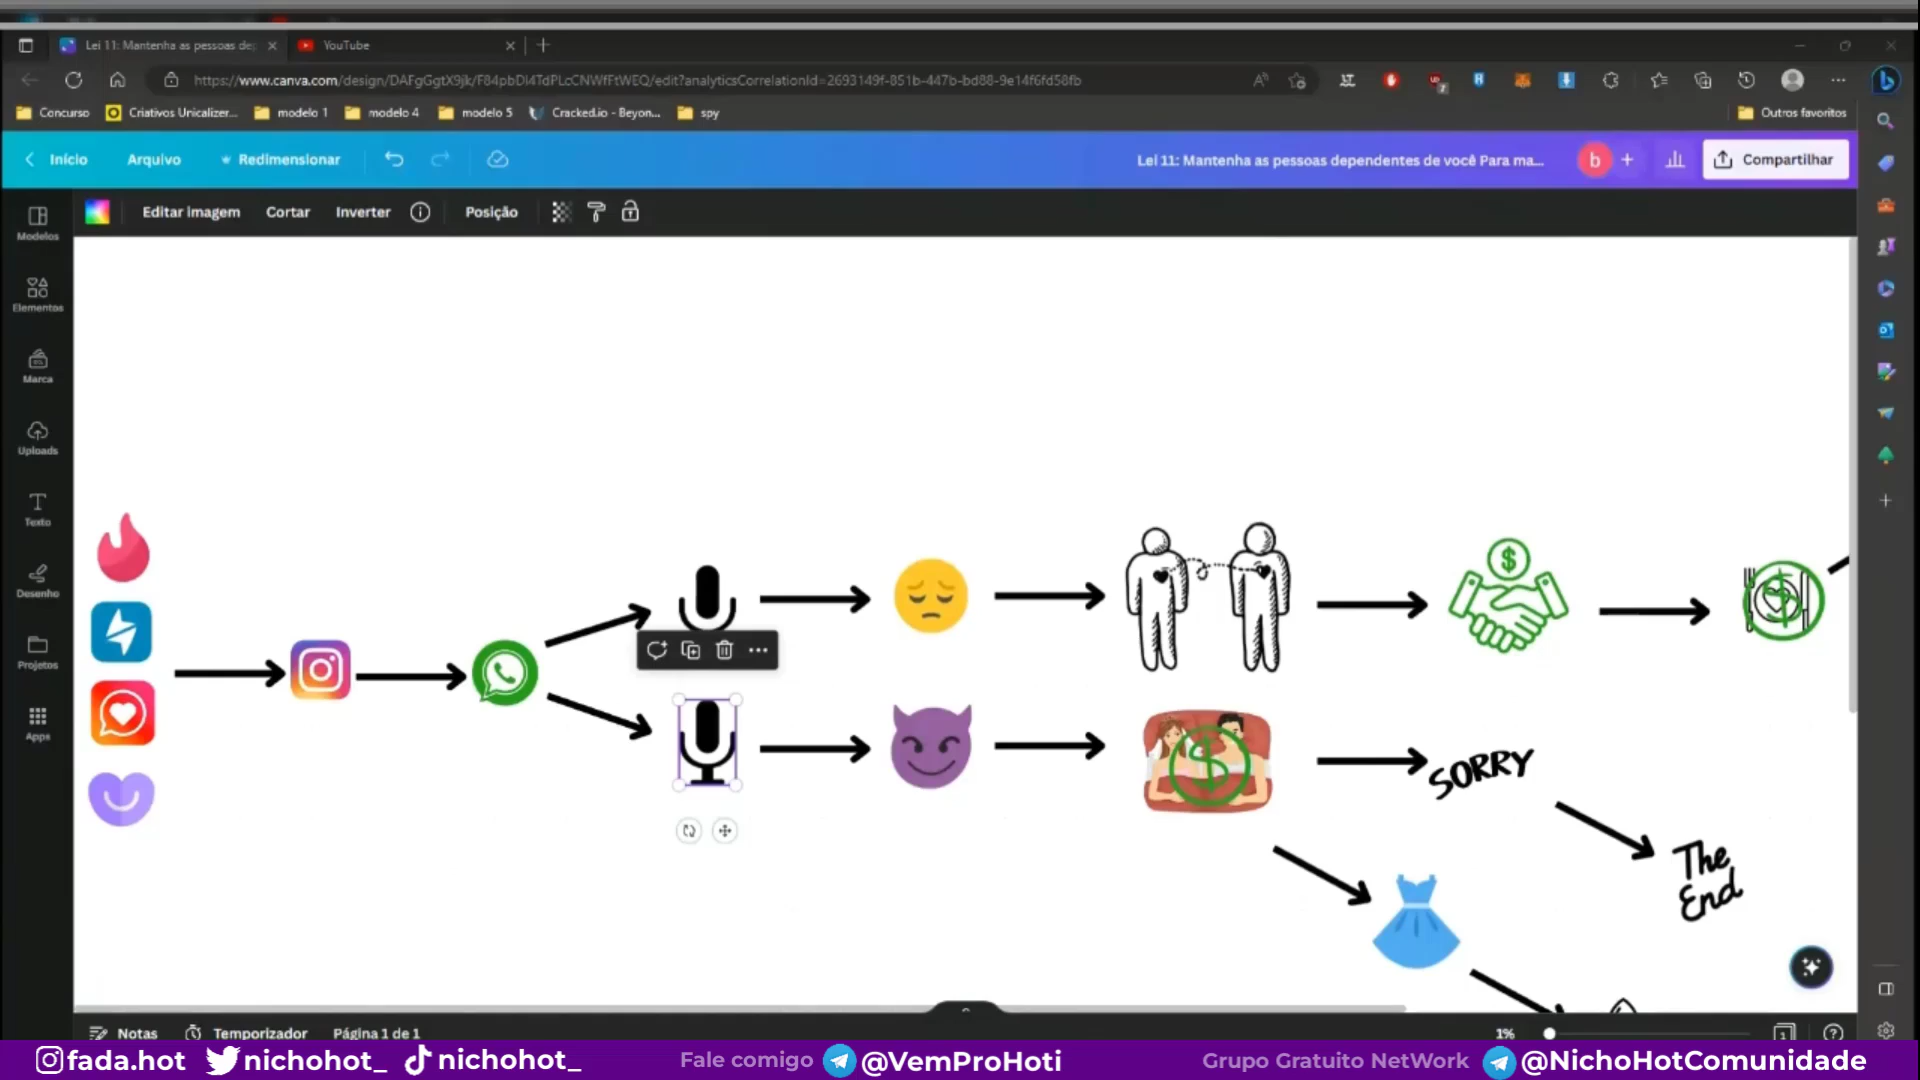 Lei 11: Mantenha as pessoas de
YouTube
https://www.canva.com/design/DAFgGgtX9jk/F84pbDI4TdPLcCNWfFtWEQ/edit?analyticsCorrelationId=2693149f-851b-447b-bd88-9e14f6fd58fb
Concurso
Criativos Unicalizer...
modelo 1
modelo 4
modelo 5
Cracked.io - Beyon...
spy
Outros favoritos
Início
Arquivo
Redimensionar
Lei 11: Mantenha as pessoas dependentes de você Para ma...
b
Compartilhar
Editar imagem
Cortar
Inverter
Posição
Modelos
Elementos
Marca
Uploads
Texto
Desenho
Projetos
Apps
$
$
$
SORRY
The
End
Notas
Temporizador
Página 1 de 1
1%
1
fada.hot
nichohot_
nichohot_
Fale comigo
@VemProHoti
Grupo Gratuito NetWork
@NichoHotComunidade